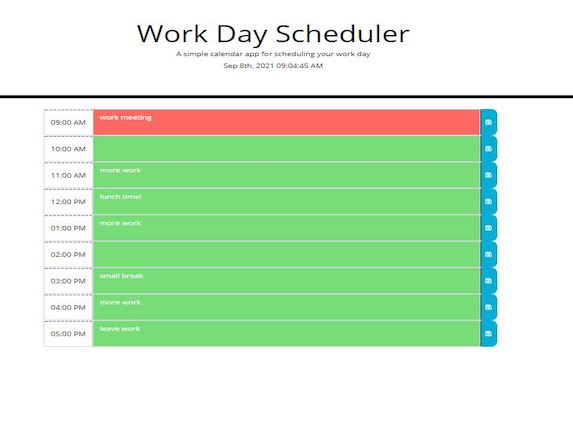 Work Day Scheduler
A simple calendar app for scheduling your work day
Sep 8th, 2021 09:04:45 AM
09:00 AM work meeting
10:00 AM
11:00 AM more work
12:00 PM lunch time!
01:00 PM more work
02:00 PM
03:00 PM small break
04:00 PM more work
05:00 PM leave work